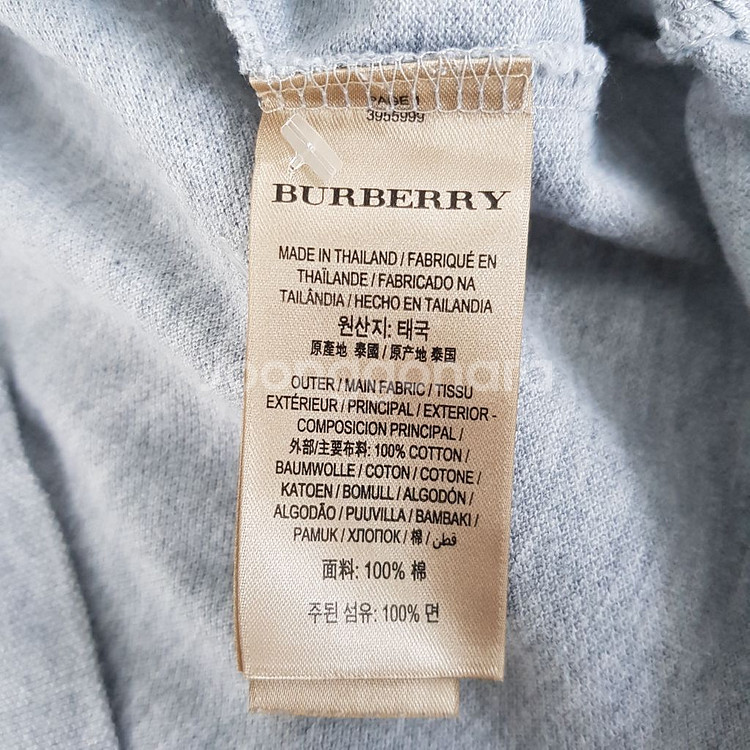 PAGE 1
3955999
BURBERRY
MADE IN THAILAND / FABRIQUÉ EN
THAÏLANDE / FABRICADO NA
TAILÂNDIA / HECHO EN TAILANDIA
원산지: 태국
原產地 泰國 / 原产地 泰国
OUTER / MAIN FABRIC / TISSU
EXTÉRIEUR / PRINCIPAL / EXTERIOR -
COMPOSICION PRINCIPAL /
外部/主要布料: 100% COTTON /
BAUMWOLLE / COTON / COTONE /
KATOEN / BOMULL / ALGODÓN /
ALGODÃO / PUUVILLA / BAMBAKI /
PAMUK / ХЛОПОК / 棉 / قطن
面料: 100% 棉
주된 섬유: 100% 면